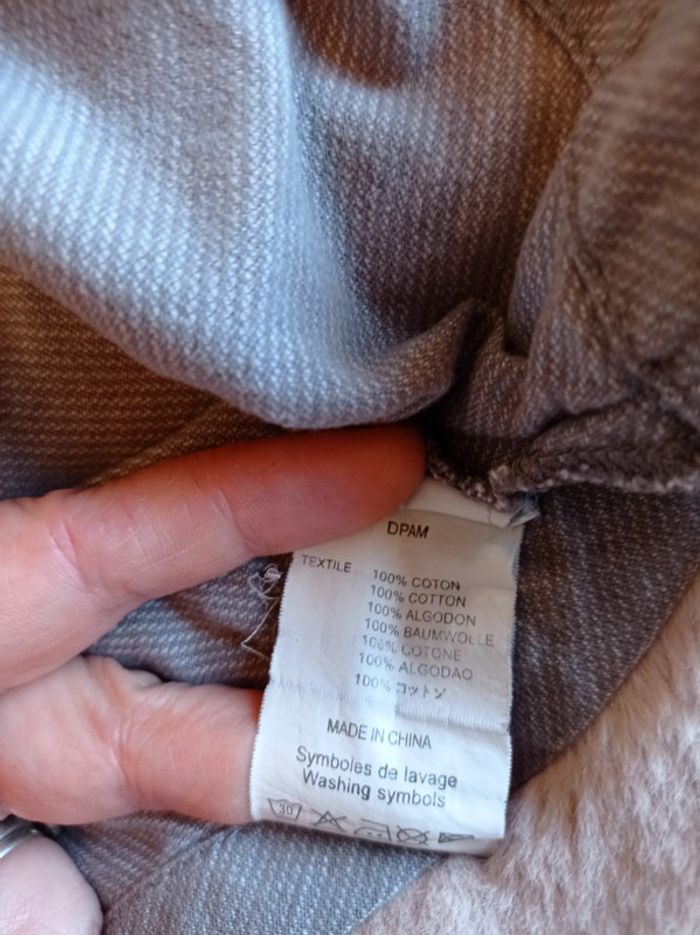 DPAM
TEXTILE 100% COTON
100% COTTON
100% ALGODON
100% BAUMWOLLE
100% COTONE
100% ALGODAO
100% コットン
MADE IN CHINA
Symboles de lavage
Washing symbols
30